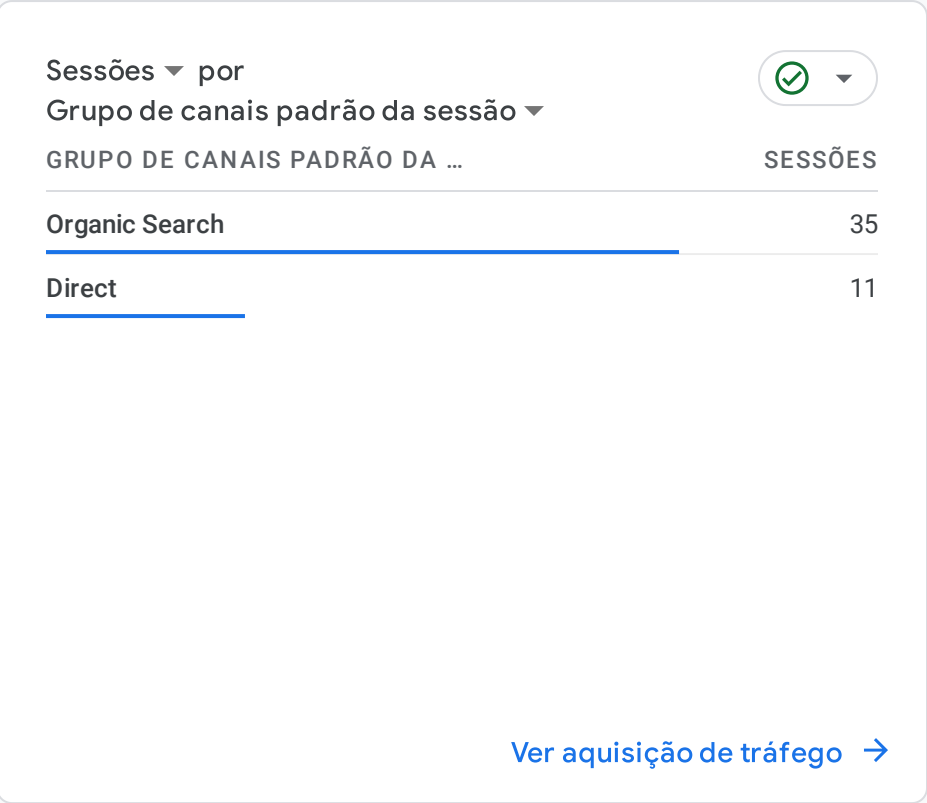 Sessões por
Grupo de canais padrão da sessão
GRUPO DE CANAIS PADRÃO DA ... SESSÕES
Organic Search 35
Direct 11
Ver aquisição de tráfego